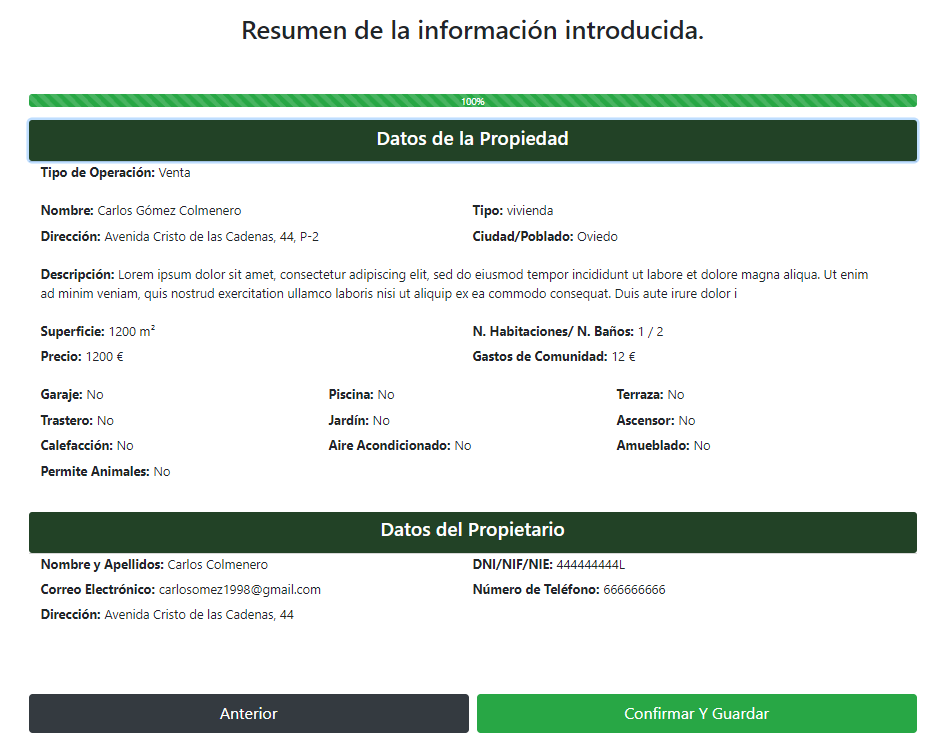 Resumen de la información introducida.
100%
Datos de la Propiedad
Tipo de Operación: Venta
Nombre: Carlos Gómez Colmenero Tipo: vivienda
Dirección: Avenida Cristo de las Cadenas, 44, P-2 Ciudad/Poblado: Oviedo
Descripción: Lorem ipsum dolor sit amet, consectetur adipiscing elit, sed do eiusmod tempor incididunt ut labore et dolore magna aliqua. Ut enim
ad minim veniam, quis nostrud exercitation ullamco laboris nisi ut aliquip ex ea commodo consequat. Duis aute irure dolor i
Superficie: 1200 m² N. Habitaciones/ N. Baños: 1 / 2
Precio: 1200 € Gastos de Comunidad: 12 €
Garaje: No Piscina: No Terraza: No
Trastero: No Jardín: No Ascensor: No
Calefacción: No Aire Acondicionado: No Amueblado: No
Permite Animales: No
Datos del Propietario
Nombre y Apellidos: Carlos Colmenero DNI/NIF/NIE: 444444444L
Correo Electrónico: carlosomez1998@gmail.com Número de Teléfono: 666666666
Dirección: Avenida Cristo de las Cadenas, 44
Anterior Confirmar Y Guardar